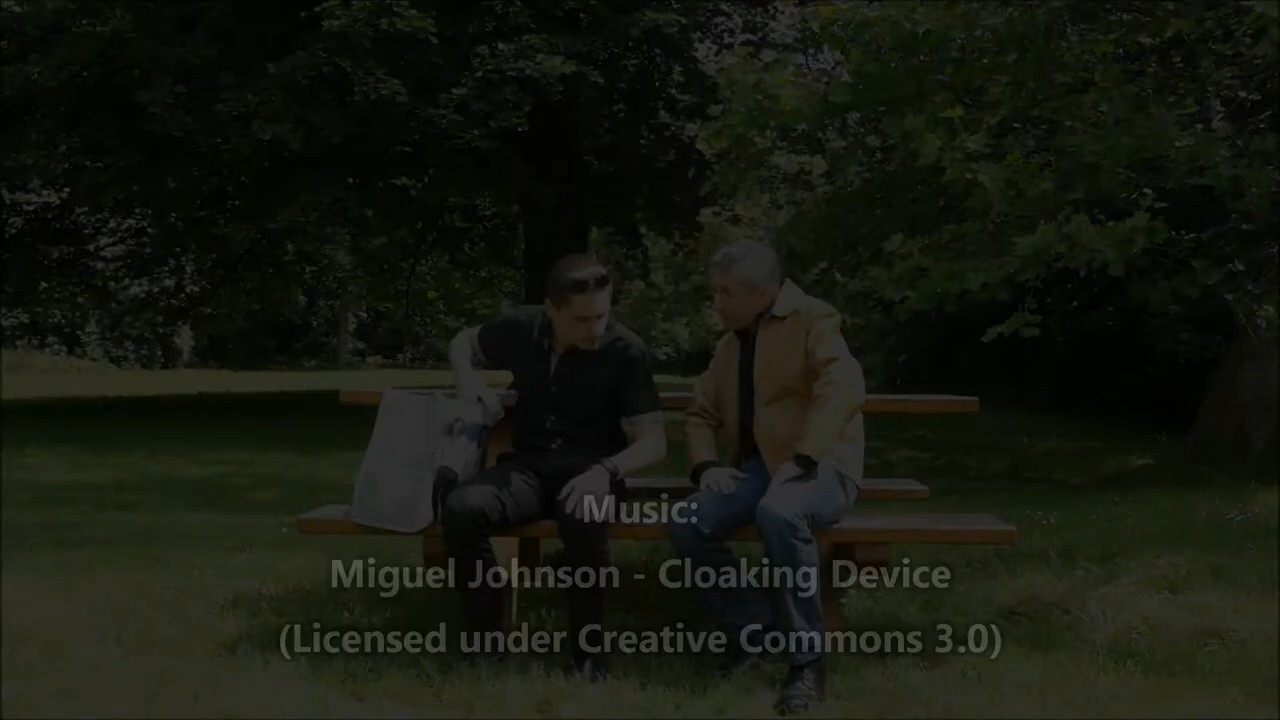 Music:
Miguel Johnson - Cloaking Device
(Licensed under Creative Commons 3.0)